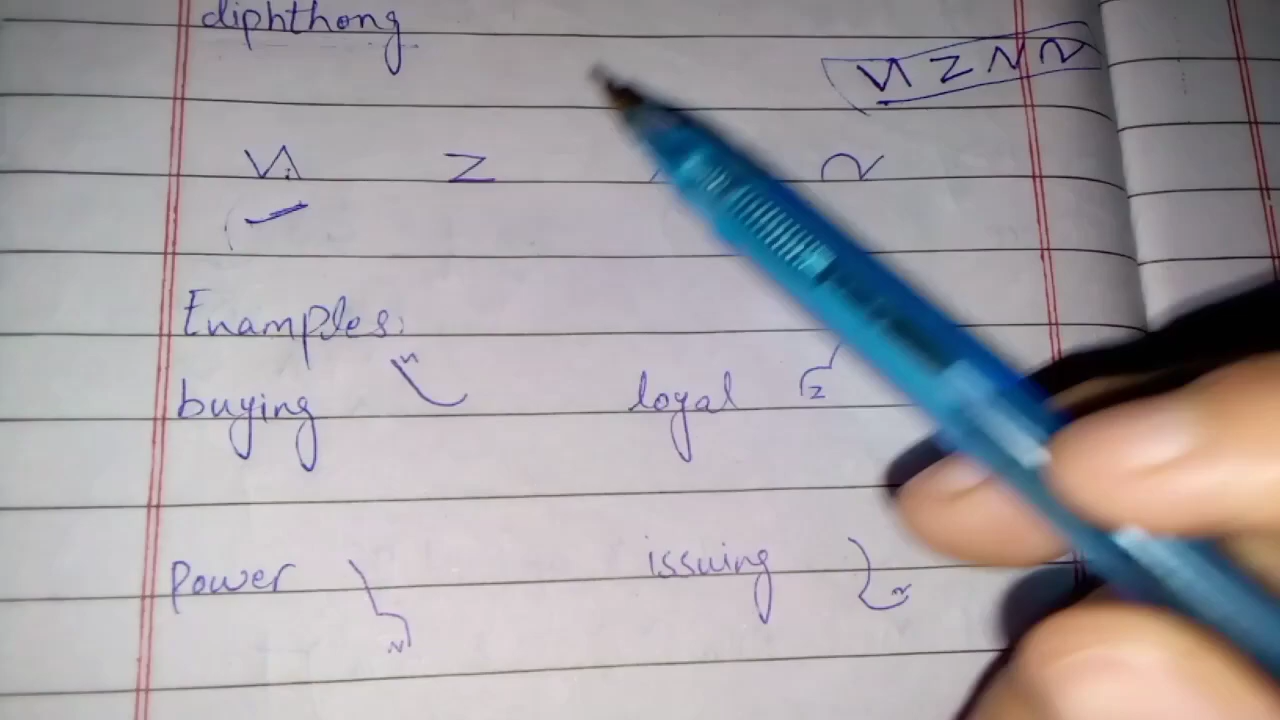 diphthong
Examples:
buying
loyal
power
issuing